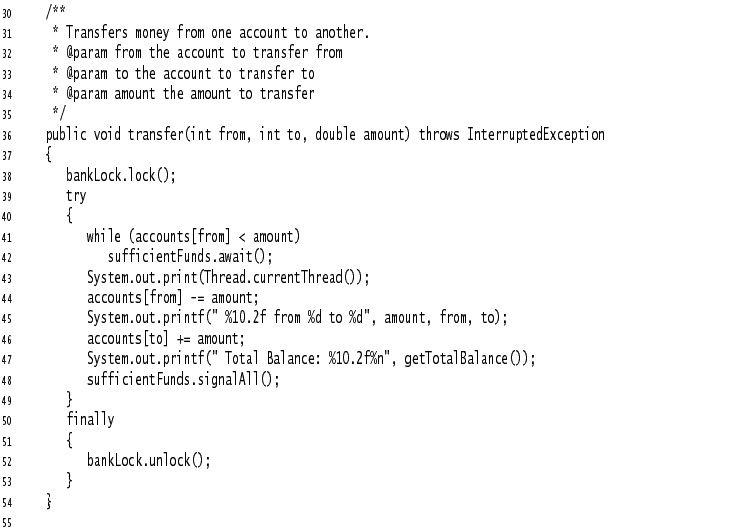 30 /**
31 * Transfers money from one account to another.
32 * @param from the account to transfer from
33 * @param to the account to transfer to
34 * @param amount the amount to transfer
35 */
36 public void transfer(int from, int to, double amount) throws InterruptedException
37 {
38 bankLock.lock();
39 try
40 {
41 while (accounts[from] < amount)
42 sufficientFunds.await();
43 System.out.print(Thread.currentThread());
44 accounts[from] -= amount;
45 System.out.printf(" %10.2f from %d to %d", amount, from, to);
46 accounts[to] += amount;
47 System.out.printf(" Total Balance: %10.2f%n", getTotalBalance());
48 sufficientFunds.signalAll();
49 }
50 finally
51 {
52 bankLock.unlock();
53 }
54 }
55